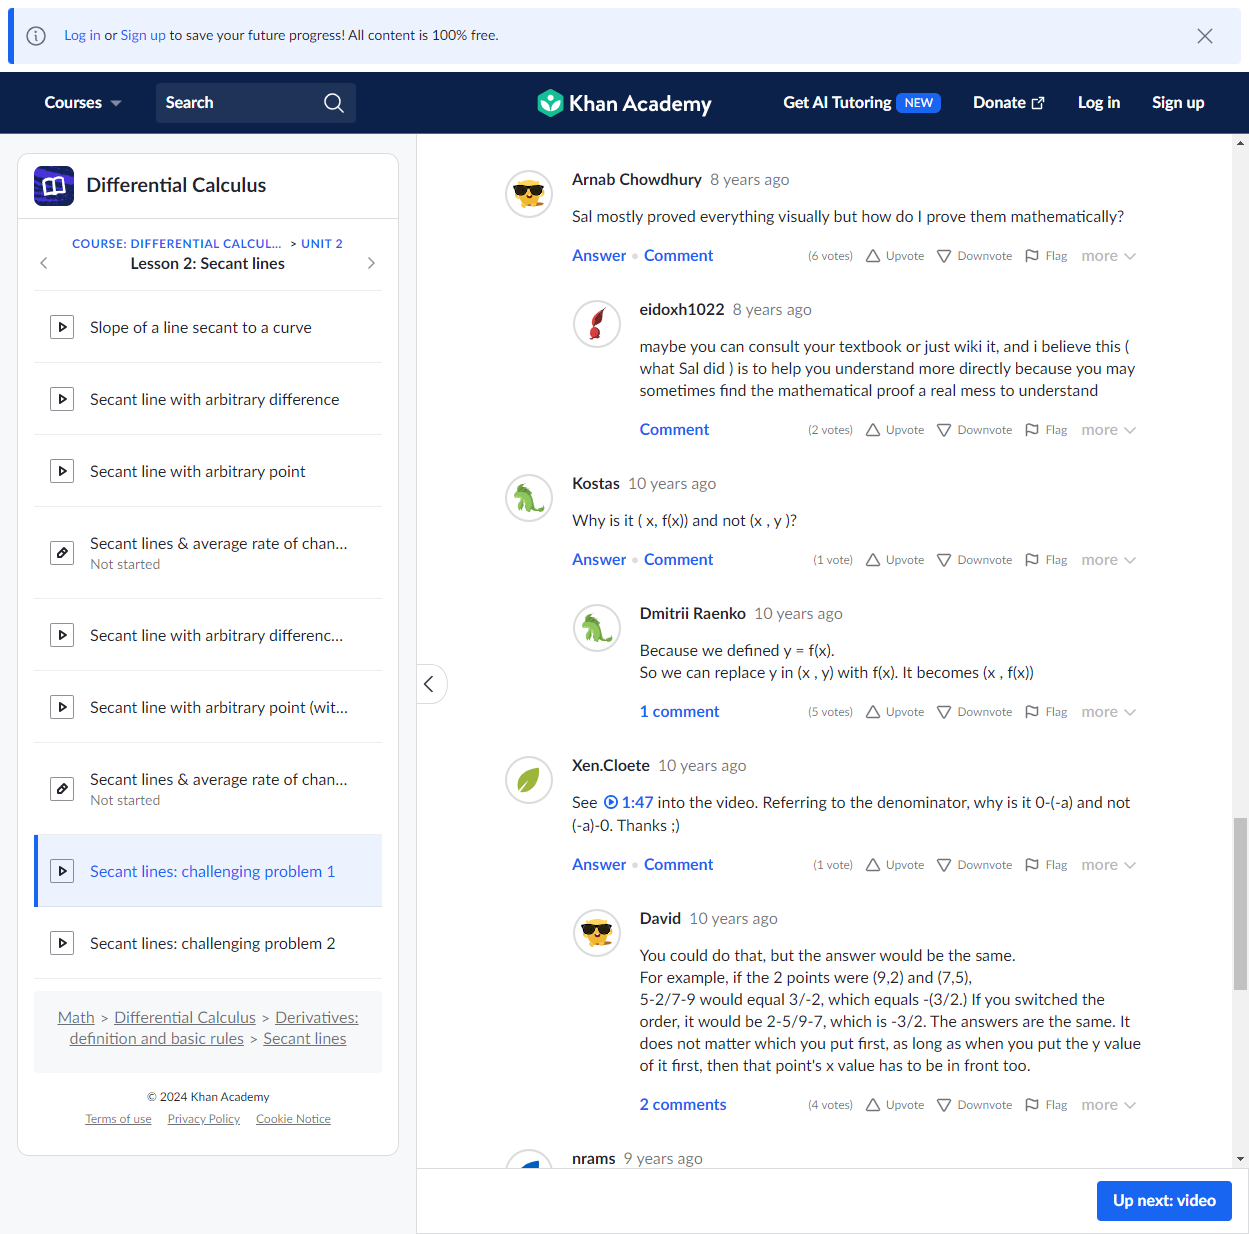 Log in or Sign up to save your future progress! All content is 100% free.
Courses
Search
Khan Academy
Get AI Tutoring NEW
Donate
Log in
Sign up
Differential Calculus
COURSE: DIFFERENTIAL CALCUL... > UNIT 2
Lesson 2: Secant lines
Slope of a line secant to a curve
Secant line with arbitrary difference
Secant line with arbitrary point
Secant lines & average rate of chan...
Not started
Secant line with arbitrary differenc...
Secant line with arbitrary point (wit...
Secant lines & average rate of chan...
Not started
Secant lines: challenging problem 1
Secant lines: challenging problem 2
Math > Differential Calculus > Derivatives:
definition and basic rules > Secant lines
© 2024 Khan Academy
Terms of use Privacy Policy Cookie Notice
Arnab Chowdhury 8 years ago
Sal mostly proved everything visually but how do I prove them mathematically?
Answer • Comment (6 votes) Upvote Downvote Flag more
eidoxh1022 8 years ago
maybe you can consult your textbook or just wiki it, and i believe this (
what Sal did ) is to help you understand more directly because you may
sometimes find the mathematical proof a real mess to understand
Comment (2 votes) Upvote Downvote Flag more
Kostas 10 years ago
Why is it ( x, f(x)) and not (x , y )?
Answer • Comment (1 vote) Upvote Downvote Flag more
Dmitrii Raenko 10 years ago
Because we defined y = f(x).
So we can replace y in (x , y) with f(x). It becomes (x , f(x))
1 comment (5 votes) Upvote Downvote Flag more
Xen.Cloete 10 years ago
See 1:47 into the video. Referring to the denominator, why is it 0-(-a) and not
(-a)-0. Thanks ;)
Answer • Comment (1 vote) Upvote Downvote Flag more
David 10 years ago
You could do that, but the answer would be the same.
For example, if the 2 points were (9,2) and (7,5),
5-2/7-9 would equal 3/-2, which equals -(3/2.) If you switched the
order, it would be 2-5/9-7, which is -3/2. The answers are the same. It
does not matter which you put first, as long as when you put the y value
of it first, then that point's x value has to be in front too.
2 comments (4 votes) Upvote Downvote Flag more
nrams 9 years ago
Up next: video